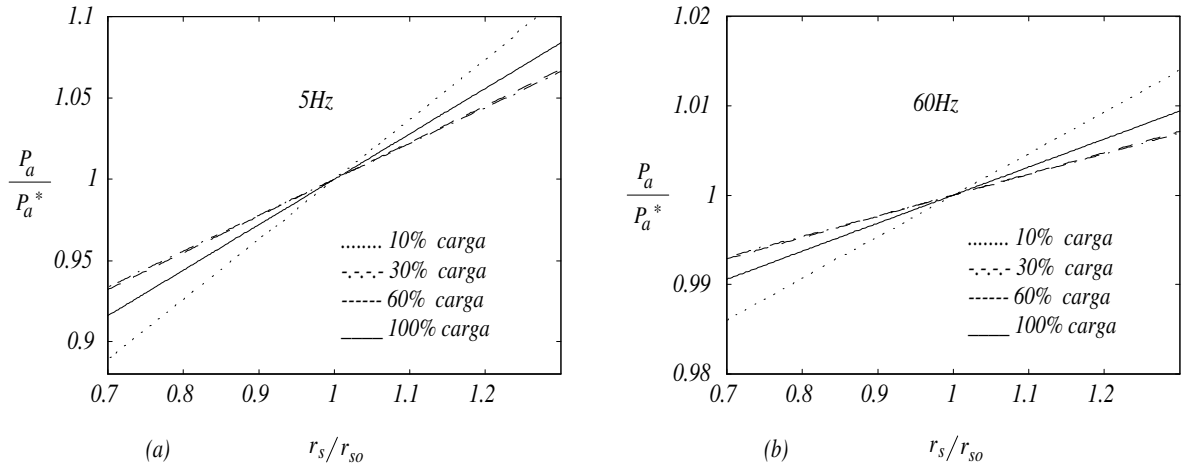 1.1
1.05
1
0.95
0.9
P_a
P_a*
5Hz
10% carga
30% carga
60% carga
100% carga
0.7 0.8 0.9 1 1.1 1.2
(a) r_s/r_so
1.02
1.01
1
0.99
0.98
P_a
P_a*
60Hz
10% carga
30% carga
60% carga
100% carga
0.7 0.8 0.9 1 1.1 1.2
(b) r_s/r_so